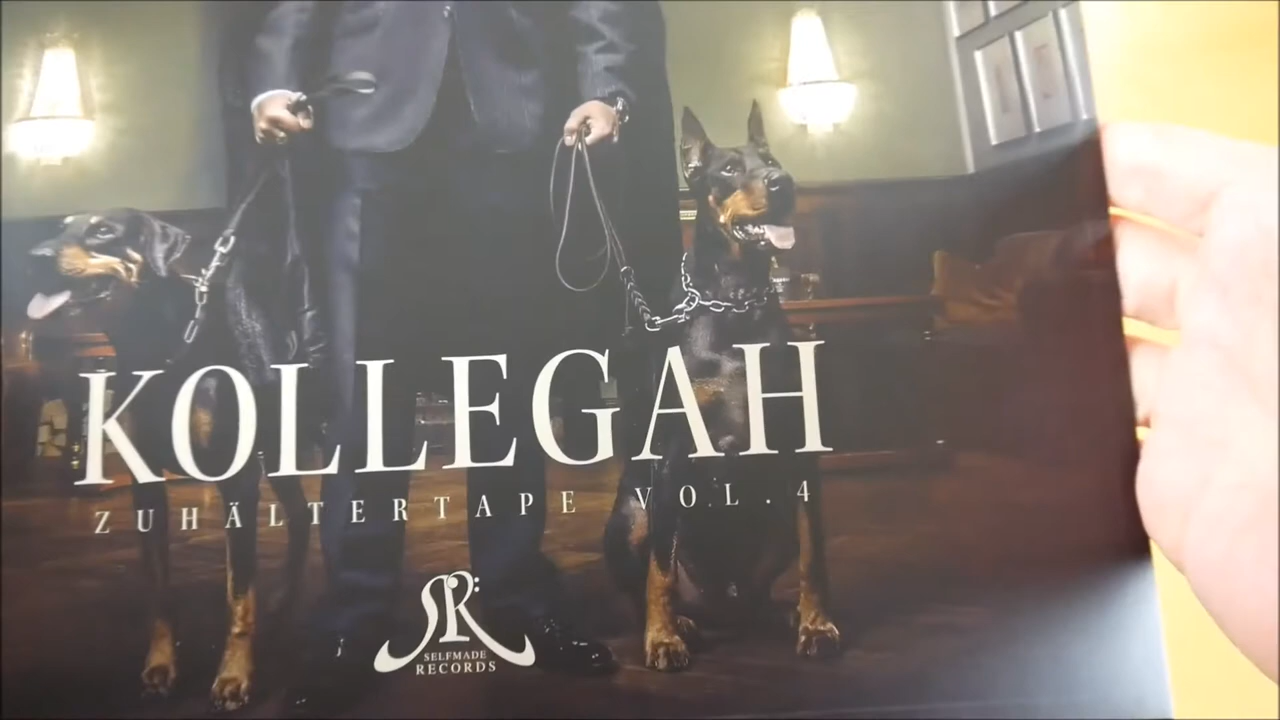 KOLLEGAH
ZUHÄLTERTAPE VOL.4
SR
SELFMADE
RECORDS